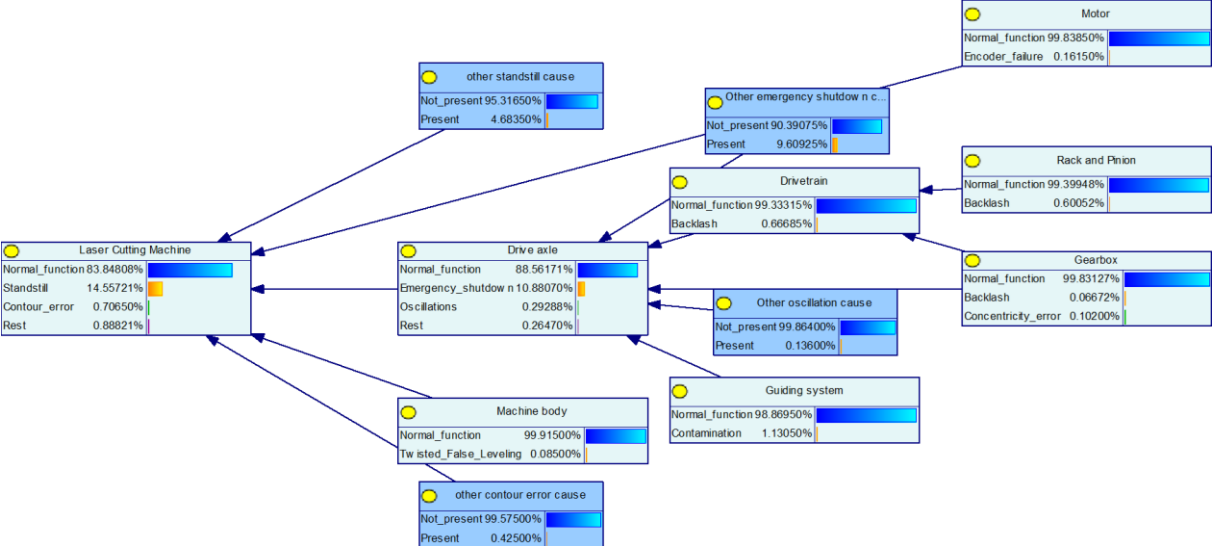 Motor
Normal_function 99.83850%
Encoder_failure 0.16150%
other standstill cause
Not_present 95.31650%
Present 4.68350%
Other emergency shutdow n c...
Not_present 90.39075%
Present 9.60925%
Rack and Pinion
Normal_function 99.39948%
Backlash 0.60052%
Drivetrain
Normal_function 99.33315%
Backlash 0.66685%
Laser Cutting Machine
Normal_function 83.84808%
Standstill 14.55721%
Contour_error 0.70650%
Rest 0.88821%
Drive axle
Normal_function 88.56171%
Emergency_shutdow n 10.88070%
Oscillations 0.29288%
Rest 0.26470%
Gearbox
Normal_function 99.83127%
Backlash 0.06672%
Concentricity_error 0.10200%
Other oscillation cause
Not_present 99.86400%
Present 0.13600%
Guiding system
Normal_function 98.86950%
Contamination 1.13050%
Machine body
Normal_function 99.91500%
Tw isted_False_Leveling 0.08500%
other contour error cause
Not_present 99.57500%
Present 0.42500%